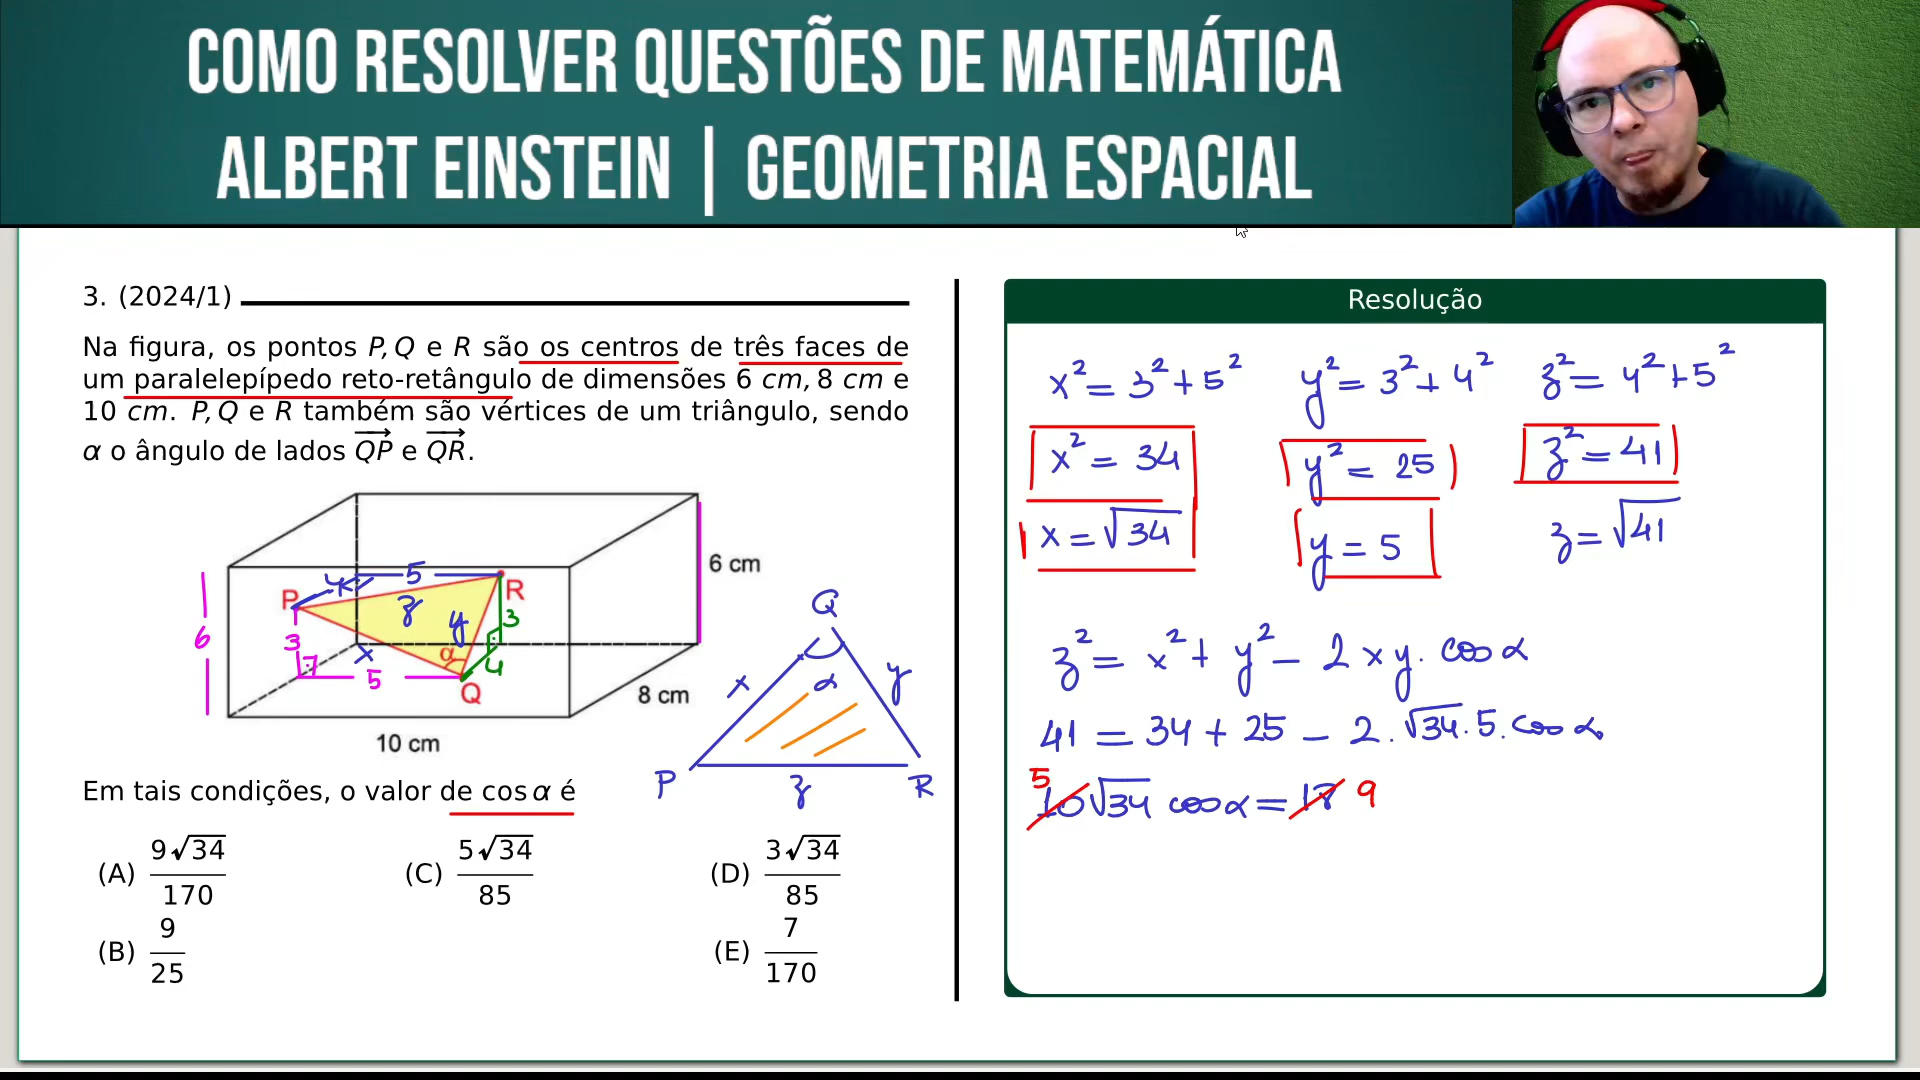 COMO RESOLVER QUESTÕES DE MATEMÁTICA
ALBERT EINSTEIN | GEOMETRIA ESPACIAL
3. (2024/1)
Na figura, os pontos P, Q e R são os centros de três faces de
um paralelepípedo reto-retângulo de dimensões 6 cm, 8 cm e
10 cm. P, Q e R também são vértices de um triângulo, sendo
α o ângulo de lados QP e QR.
6 cm
8 cm
10 cm
P
R
Q
α
6
3
5
4
5
3
4
x
y
z
Q
α
x
y
P
z
R
Em tais condições, o valor de cos α é
(A) 9√34/170
(C) 5√34/85
(D) 3√34/85
(B) 9/25
(E) 7/170
Resolução
x² = 3² + 5²
y² = 3² + 4²
z² = 4² + 5²
x² = 34
y² = 25
z² = 41
x = √34
y = 5
z = √41
z² = x² + y² - 2xy. cos α
41 = 34 + 25 - 2.√34.5.cos α
5
10√34 cos α = 18 9